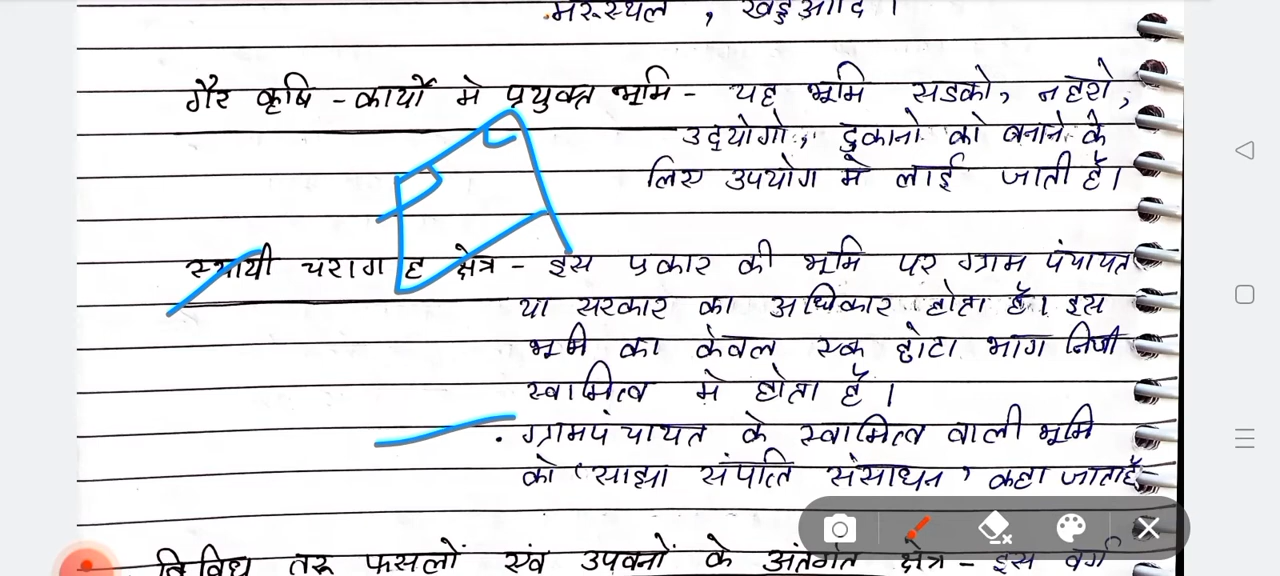 मरुस्थल , खड्ड आदि ।
गैर कृषि - कार्यों मे प्रयुक्त भूमि - यह भूमि सडको, नहरो,
उद्योगो, दुकानो को बनाने के
लिए उपयोग मे लाई जाती है।
स्थायी चरागाह क्षेत्र - इस प्रकार की भूमि पर ग्राम पंचायत
या सरकार का अधिकार होता है। इस
भूमि का केवल एक छोटा भाग निजी
स्वामित्व मे होता है ।
. ग्रामपंचायत के स्वामित्व वाली भूमि
को 'साझा संपत्ति संसाधन' कहा जाता है
विविध तरु फसलों एंव उपवनों के अंतर्गत क्षेत्र - इस वर्ग